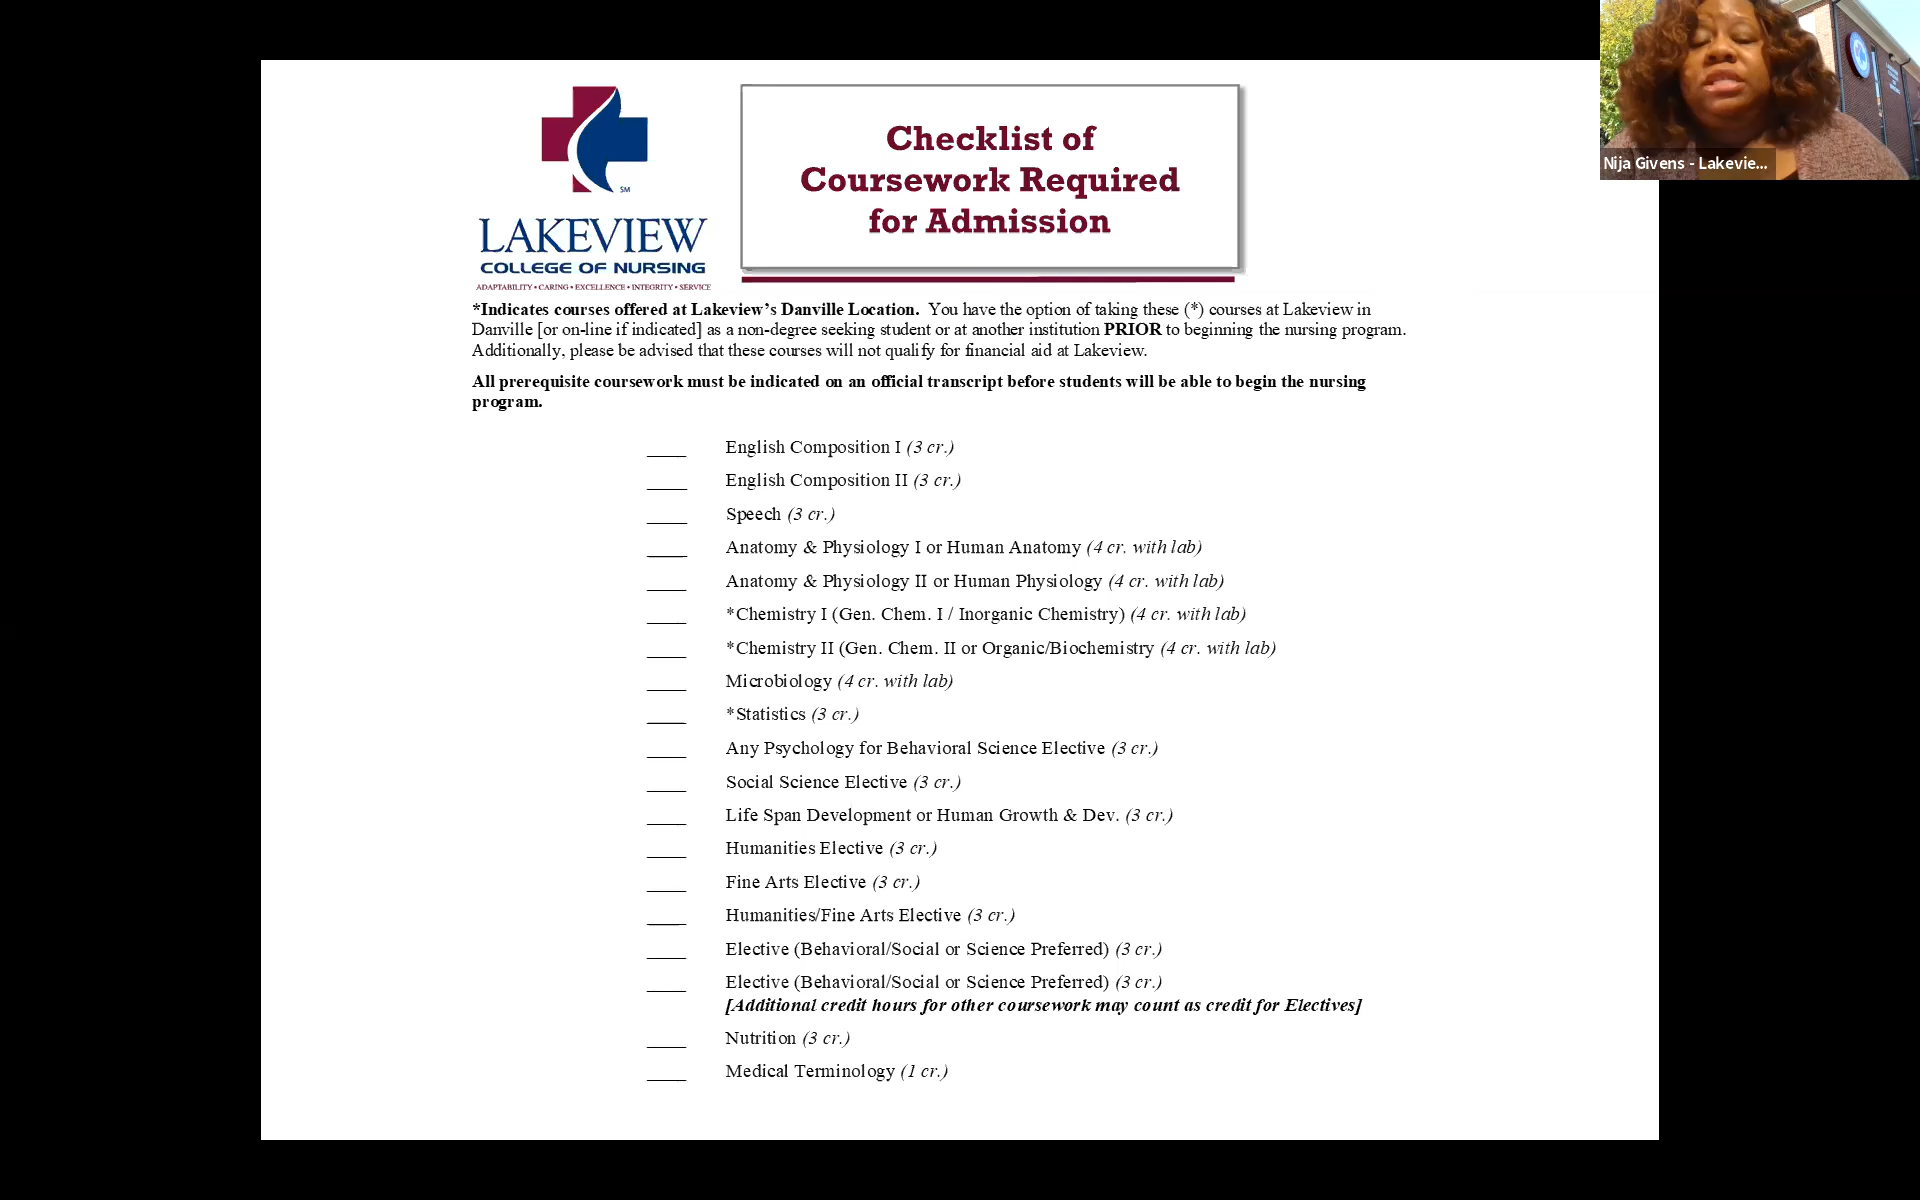 Nija Givens - Lakevie...
SM
LAKEVIEW
COLLEGE OF NURSING
ADAPTABILITY • CARING • EXCELLENCE • INTEGRITY • SERVICE
Checklist of
Coursework Required
for Admission
*Indicates courses offered at Lakeview's Danville Location. You have the option of taking these (*) courses at Lakeview in
Danville [or on-line if indicated] as a non-degree seeking student or at another institution PRIOR to beginning the nursing program.
Additionally, please be advised that these courses will not qualify for financial aid at Lakeview.
All prerequisite coursework must be indicated on an official transcript before students will be able to begin the nursing
program.
____ English Composition I (3 cr.)
____ English Composition II (3 cr.)
____ Speech (3 cr.)
____ Anatomy & Physiology I or Human Anatomy (4 cr. with lab)
____ Anatomy & Physiology II or Human Physiology (4 cr. with lab)
____ *Chemistry I (Gen. Chem. I / Inorganic Chemistry) (4 cr. with lab)
____ *Chemistry II (Gen. Chem. II or Organic/Biochemistry (4 cr. with lab)
____ Microbiology (4 cr. with lab)
____ *Statistics (3 cr.)
____ Any Psychology for Behavioral Science Elective (3 cr.)
____ Social Science Elective (3 cr.)
____ Life Span Development or Human Growth & Dev. (3 cr.)
____ Humanities Elective (3 cr.)
____ Fine Arts Elective (3 cr.)
____ Humanities/Fine Arts Elective (3 cr.)
____ Elective (Behavioral/Social or Science Preferred) (3 cr.)
____ Elective (Behavioral/Social or Science Preferred) (3 cr.)
[Additional credit hours for other coursework may count as credit for Electives]
____ Nutrition (3 cr.)
____ Medical Terminology (1 cr.)